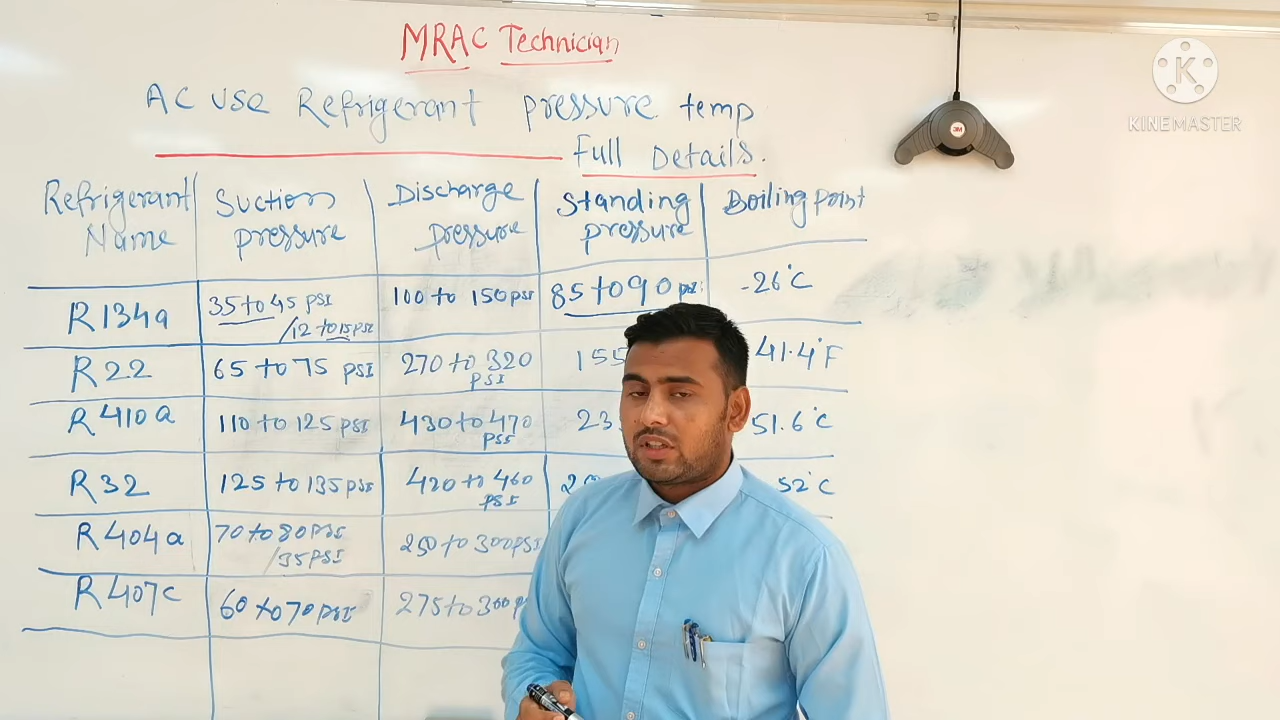 MRAC Technician
AC USE Refrigerant pressure temp
Full Details.
Refrigerant Name
Suction pressure
Discharge pressure
Standing pressure
Boiling point
R134a
35 to 45 PSI
/12 to 15 PSI
100 to 150 PSI
85 to 90 PSI
-26°C
R22
65 to 75 PSI
270 to 320
PSI
155
41.4°F
R410a
110 to 125 PSI
430 to 470
PSI
23
51.6°C
R32
125 to 135 PSI
420 to 460
PSI
52°C
R404a
70 to 80 PSI
/35 PSI
250 to 300 PSI
R407c
60 to 70 PSI
275 to 300 P
3M
K
KINEMASTER